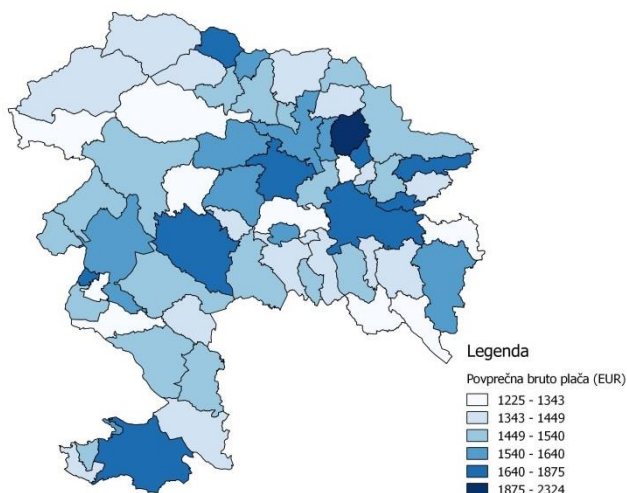 Legenda
Povprečna bruto plača (EUR)
1225 - 1343
1343 - 1449
1449 - 1540
1540 - 1640
1640 - 1875
1875 - 2324